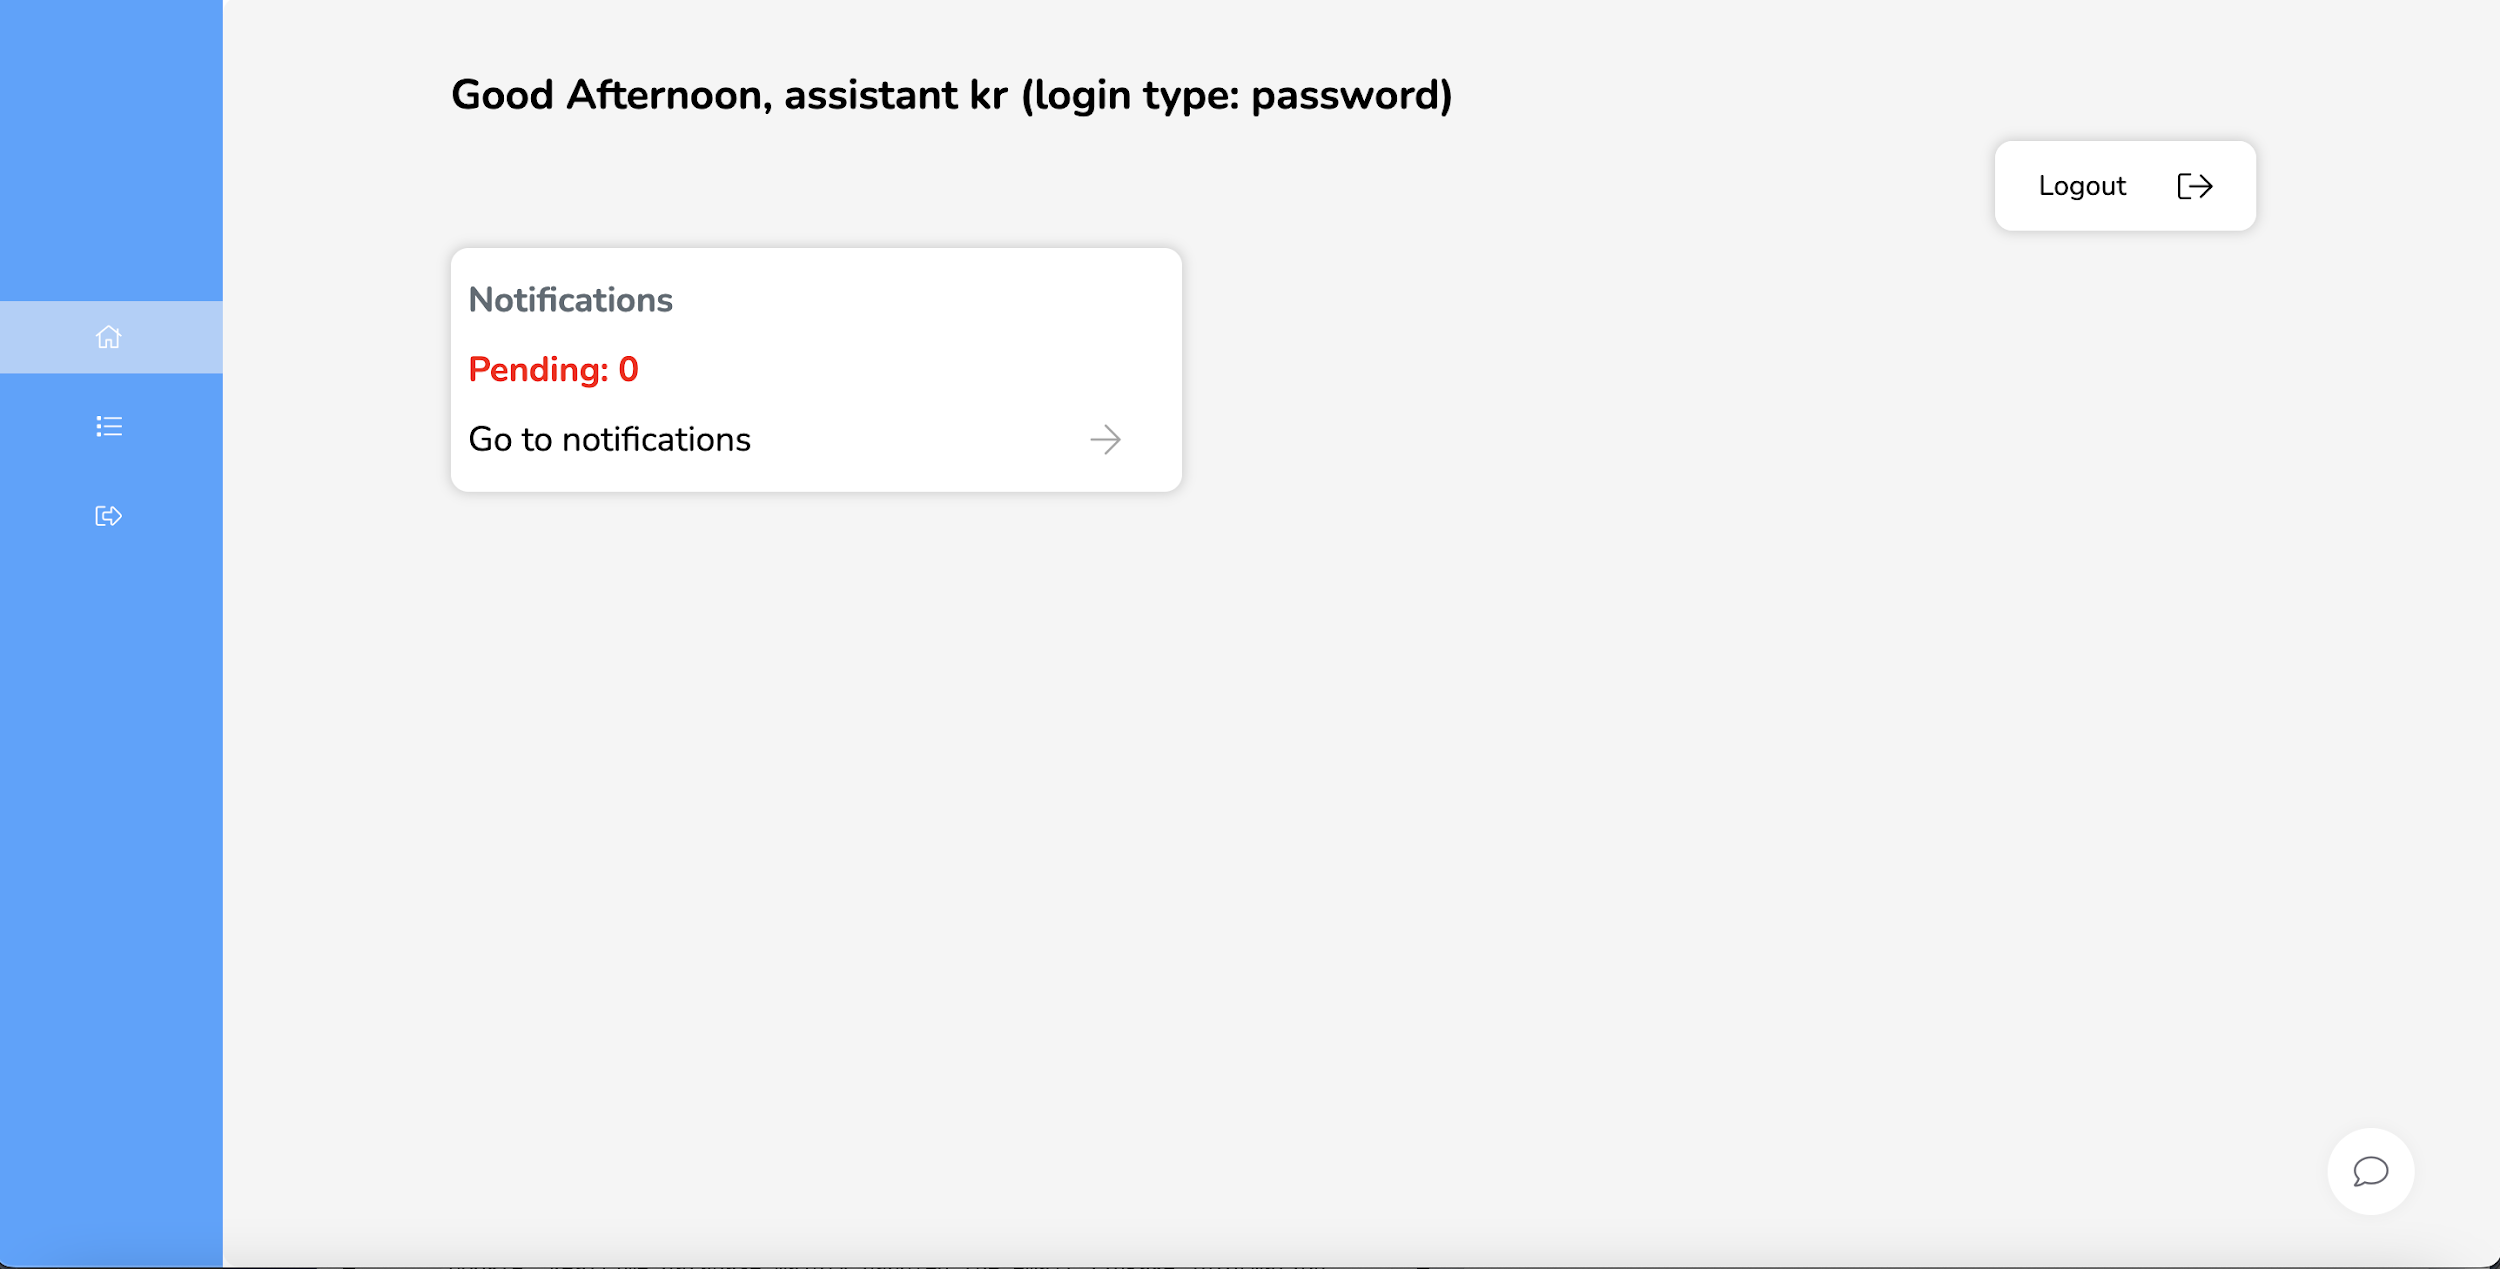 Good Afternoon, assistant kr (login type: password)
Logout
Notifications
Pending: 0
Go to notifications